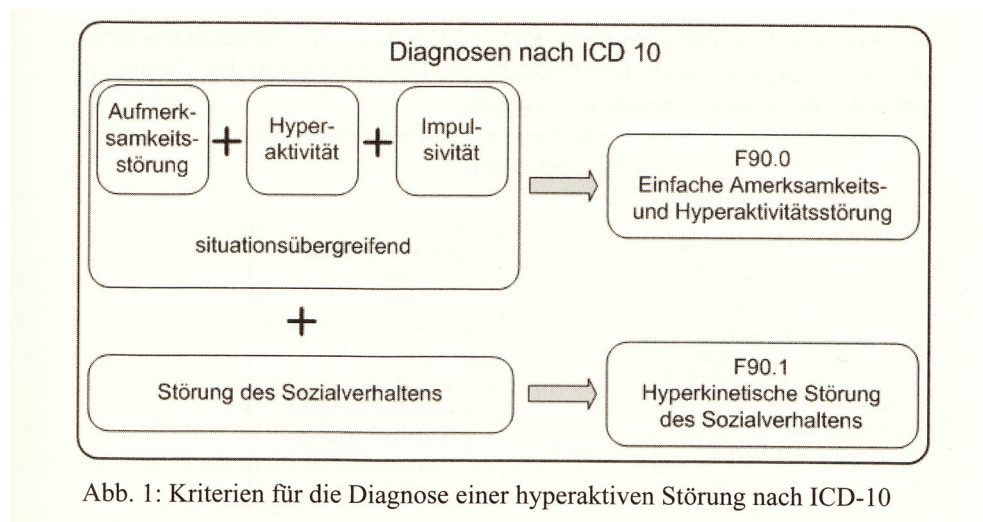 Diagnosen nach ICD 10
Aufmerk-
samkeits-
störung
+
Hyper-
aktivität
+
Impul-
sivität
situationsübergreifend
F90.0
Einfache Amerksamkeits-
und Hyperaktivitätsstörung
+
Störung des Sozialverhaltens
F90.1
Hyperkinetische Störung
des Sozialverhaltens
Abb. 1: Kriterien für die Diagnose einer hyperaktiven Störung nach ICD-10